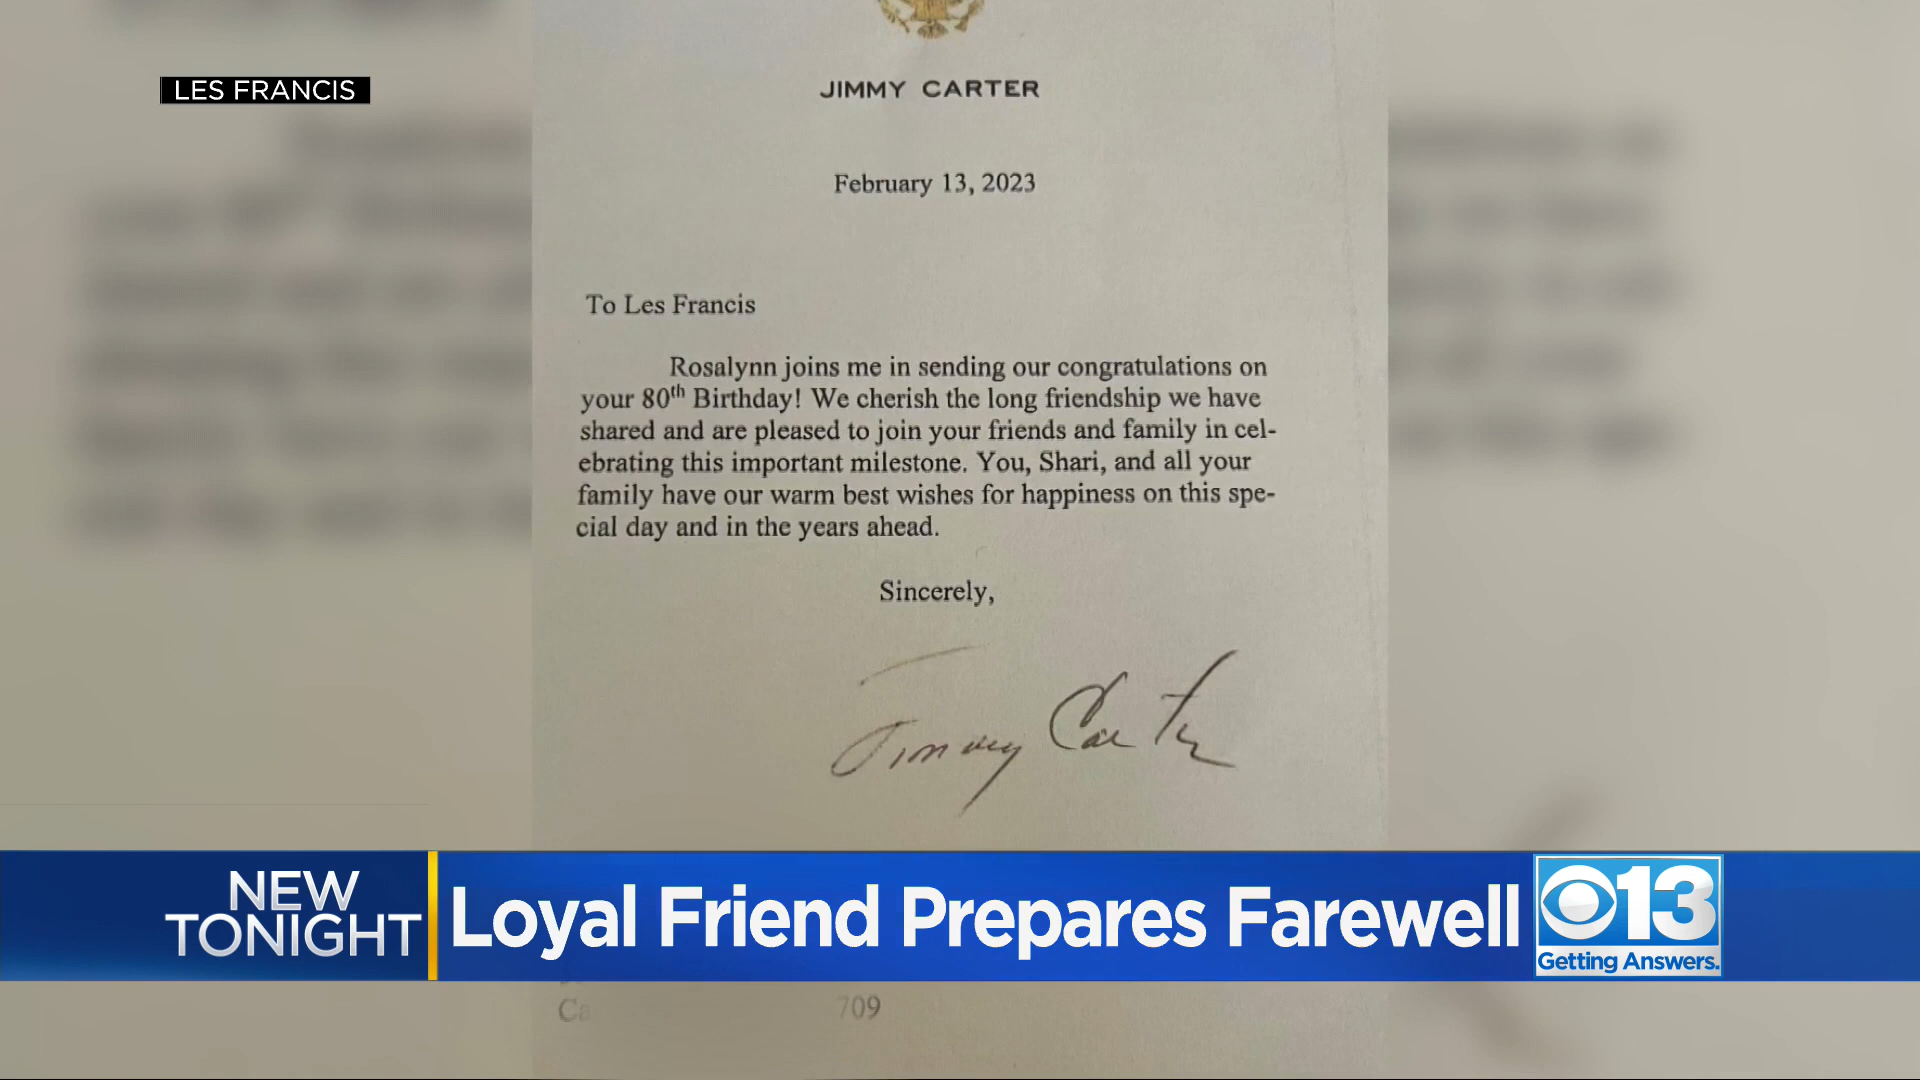 LES FRANCIS
JIMMY CARTER
February 13, 2023
To Les Francis
Rosalynn joins me in sending our congratulations on
your 80th Birthday! We cherish the long friendship we have
shared and are pleased to join your friends and family in cel-
ebrating this important milestone. You, Shari, and all your
family have our warm best wishes for happiness on this spe-
cial day and in the years ahead.
Sincerely,
Jimmy Carter
NEW
TONIGHT
Loyal Friend Prepares Farewell
13
Getting Answers.
709